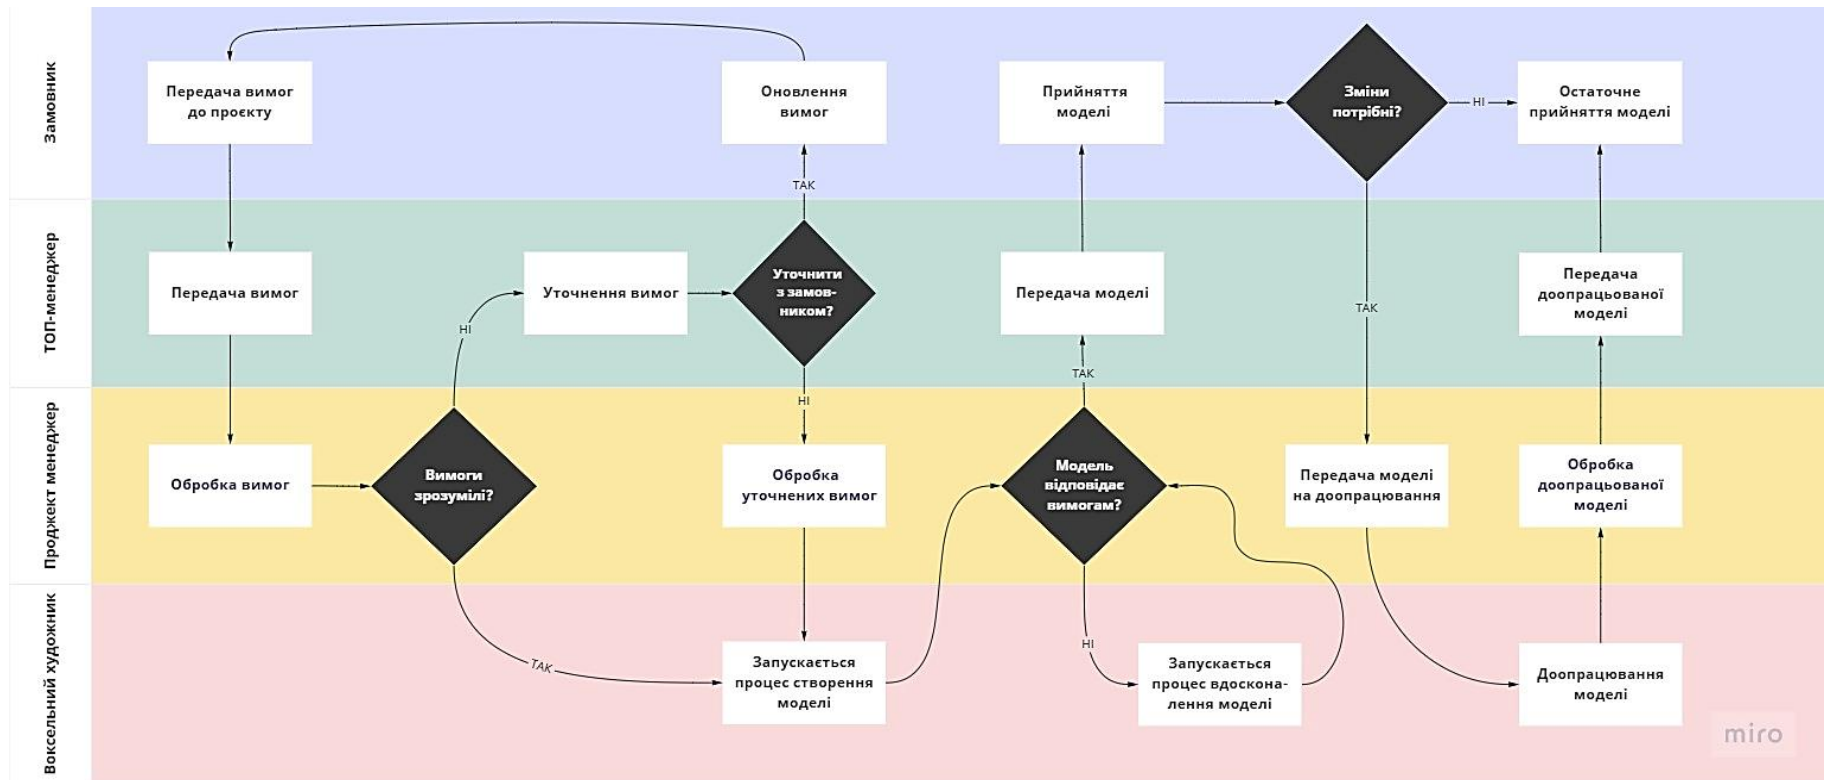 Замовник
Передача вимог
до проєкту
Оновлення
вимог
Прийняття
моделі
Зміни
потрібні?
НІ
Остаточне
прийняття моделі
ТАК
ТОП-менеджер
Передача вимог
НІ
Уточнення вимог
Уточнити
з замов-
ником?
Передача моделі
ТАК
Передача
доопрацьованої
моделі
ТАК
НІ
Проджект менеджер
Обробка вимог
Вимоги
зрозумілі?
Обробка
уточнених вимог
Модель
відповідає
вимогам?
Передача моделі
на доопрацювання
Обробка
доопрацьованої
моделі
Воксельний художник
ТАК
Запускається
процес створення
моделі
НІ
Запускається
процес вдоскона-
лення моделі
Доопрацювання
моделі
miro